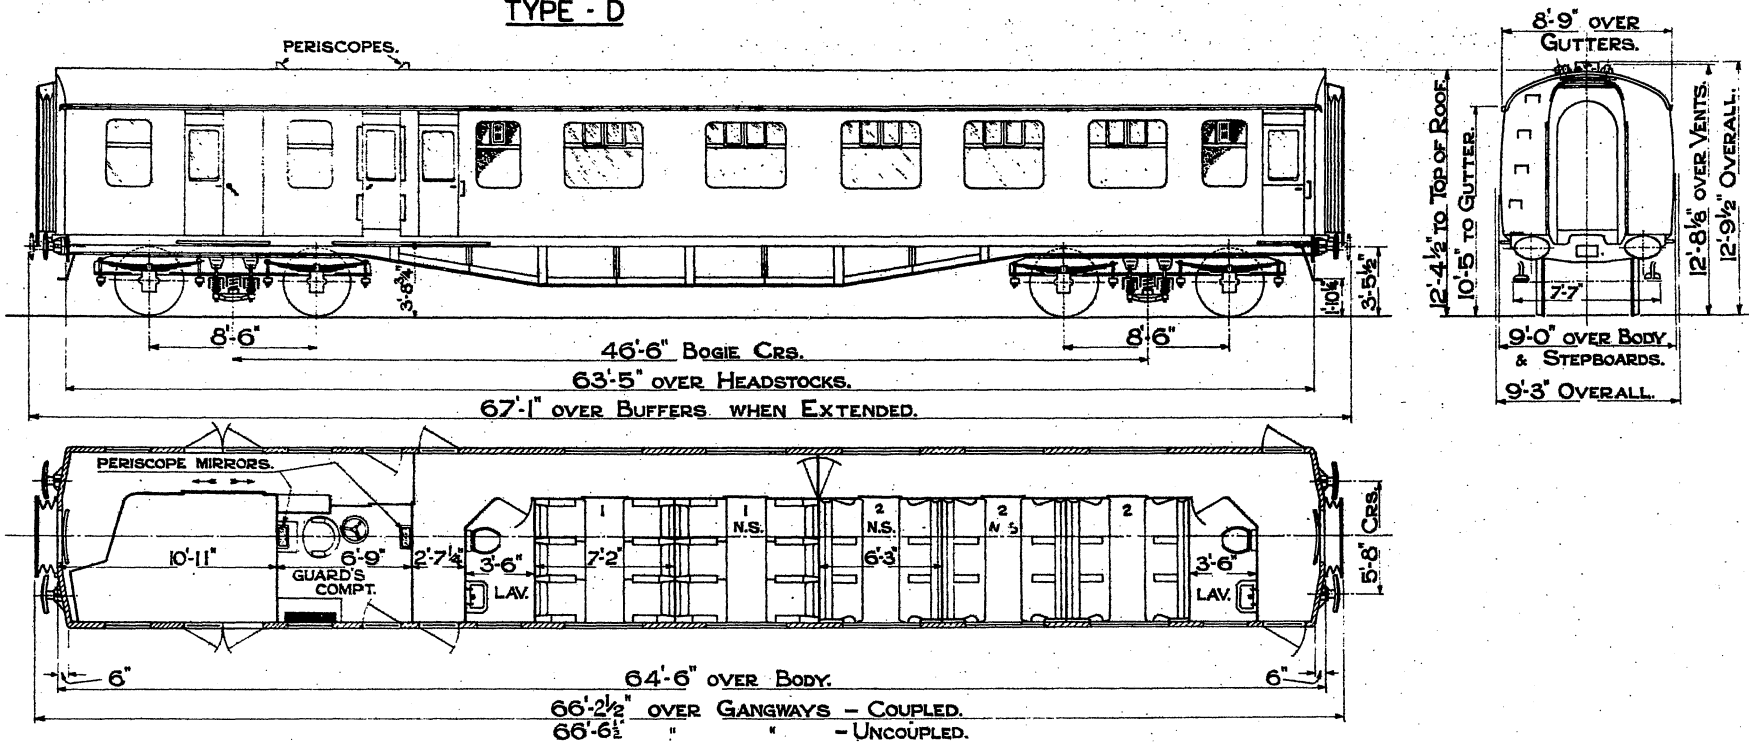 TYPE - D
PERISCOPES.
8'-9" OVER
GUTTERS.
12'-4½" TO TOP OF ROOF.
10'-5" TO GUTTER.
12'-8⅛" OVER VENTS.
12'-9½" OVERALL.
3'-8¾"
1'-10¼"
3'-5½"
7'-7"
8'-6"
46'-6" BOGIE CRS.
8'-6"
9'-0" OVER BODY
& STEPBOARDS.
63'-5" OVER HEADSTOCKS.
9'-3" OVERALL.
67'-1" OVER BUFFERS WHEN EXTENDED.
PERISCOPE MIRRORS.
1
1
N.S.
2
N.S.
2
N.S
2
10'-11"
6'-9"
2'-7¼"
3'-6"
7'-2"
6'-3"
3'-6"
5'-8" CRS.
GUARD'S
COMPT.
LAV.
LAV.
6"
64'-6" OVER BODY.
6"
66'-2½" OVER GANGWAYS - COUPLED.
66'-6½" " " - UNCOUPLED.